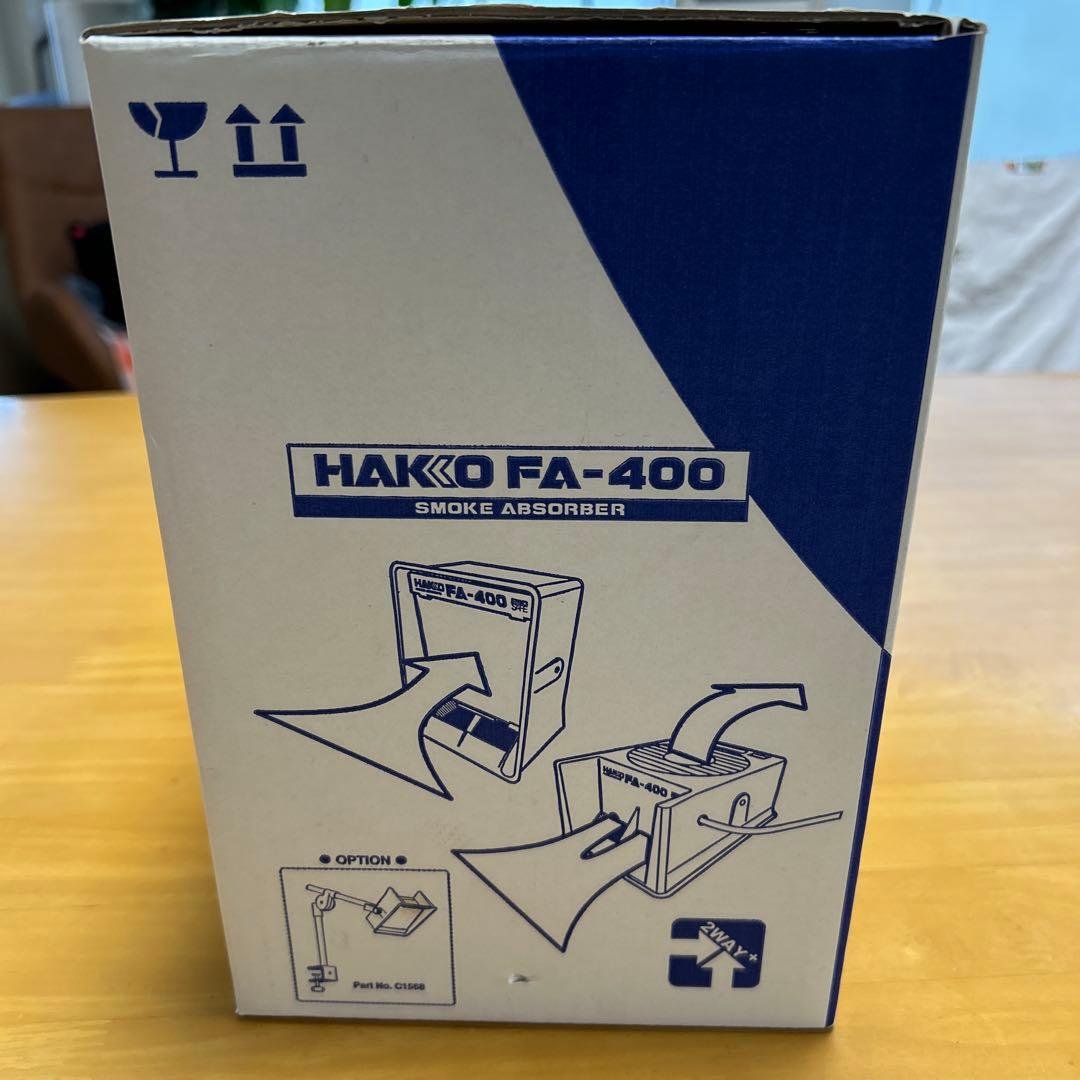 HAKKO FA-400
SMOKE ABSORBER
HAKKO FA-400
HAKKO FA-400
OPTION
Part No. C1568
2WAY+